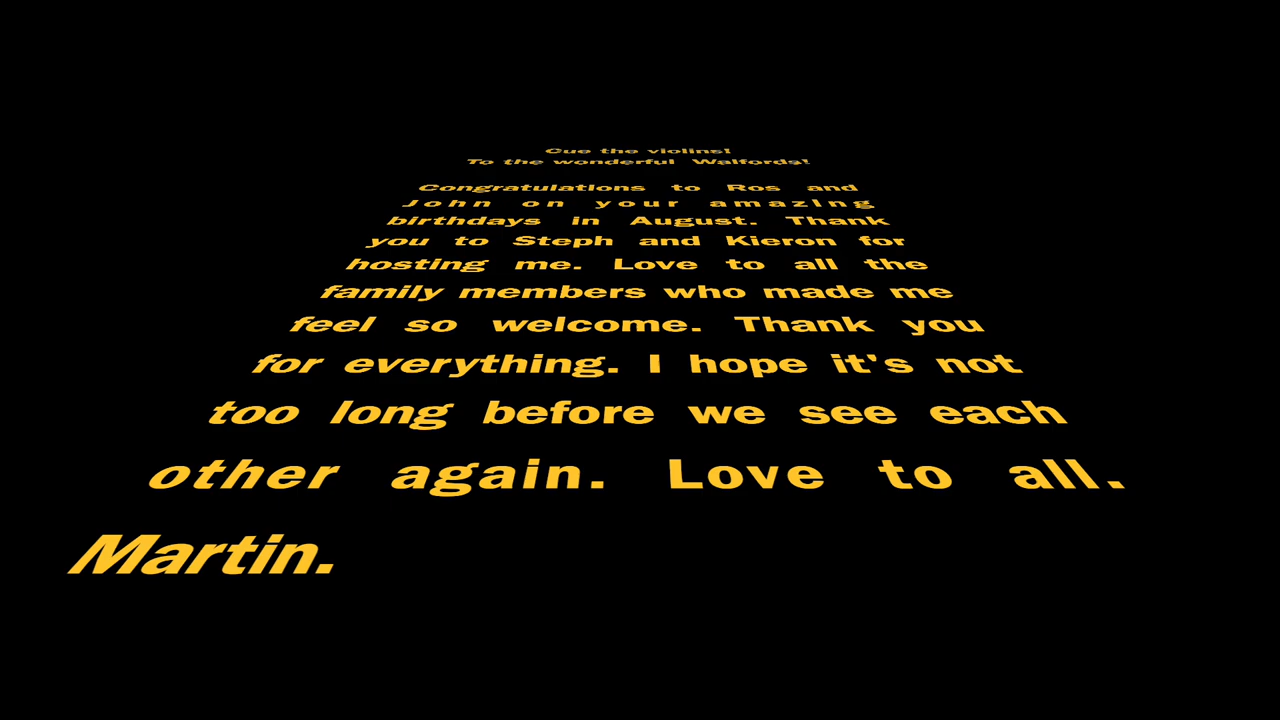 Cue the violins!
To the wonderful Walfords!
Congratulations to Ros and
John on your amazing
birthdays in August. Thank
you to Steph and Kieron for
hosting me. Love to all the
family members who made me
feel so welcome. Thank you
for everything. I hope it's not
too long before we see each
other again. Love to all.
Martin.